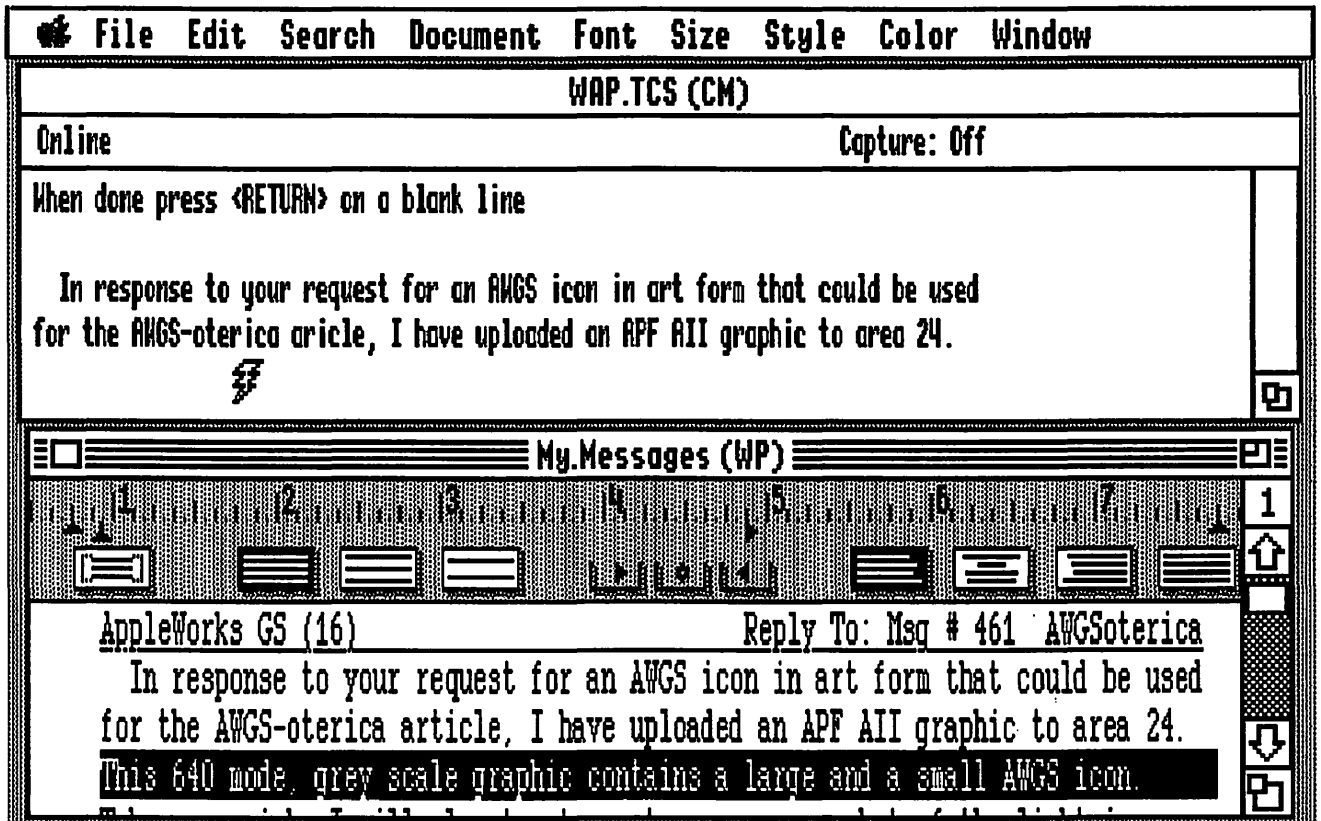 File Edit Search Document Font Size Style Color Window
WAP.TCS (CM)
Online Capture: Off
When done press <RETURN> on a blank line
In response to your request for an AWGS icon in art form that could be used
for the AWGS-oterica aricle, I have uploaded an APF AII graphic to area 24.
My.Messages (WP)
1 2 3 4 5 6 7 1
AppleWorks GS (16) Reply To: Msg # 461 AWGSoterica
In response to your request for an AWGS icon in art form that could be used
for the AWGS-oterica article, I have uploaded an APF AII graphic to area 24.
This 640 mode, grey scale graphic contains a large and a small AWGS icon.